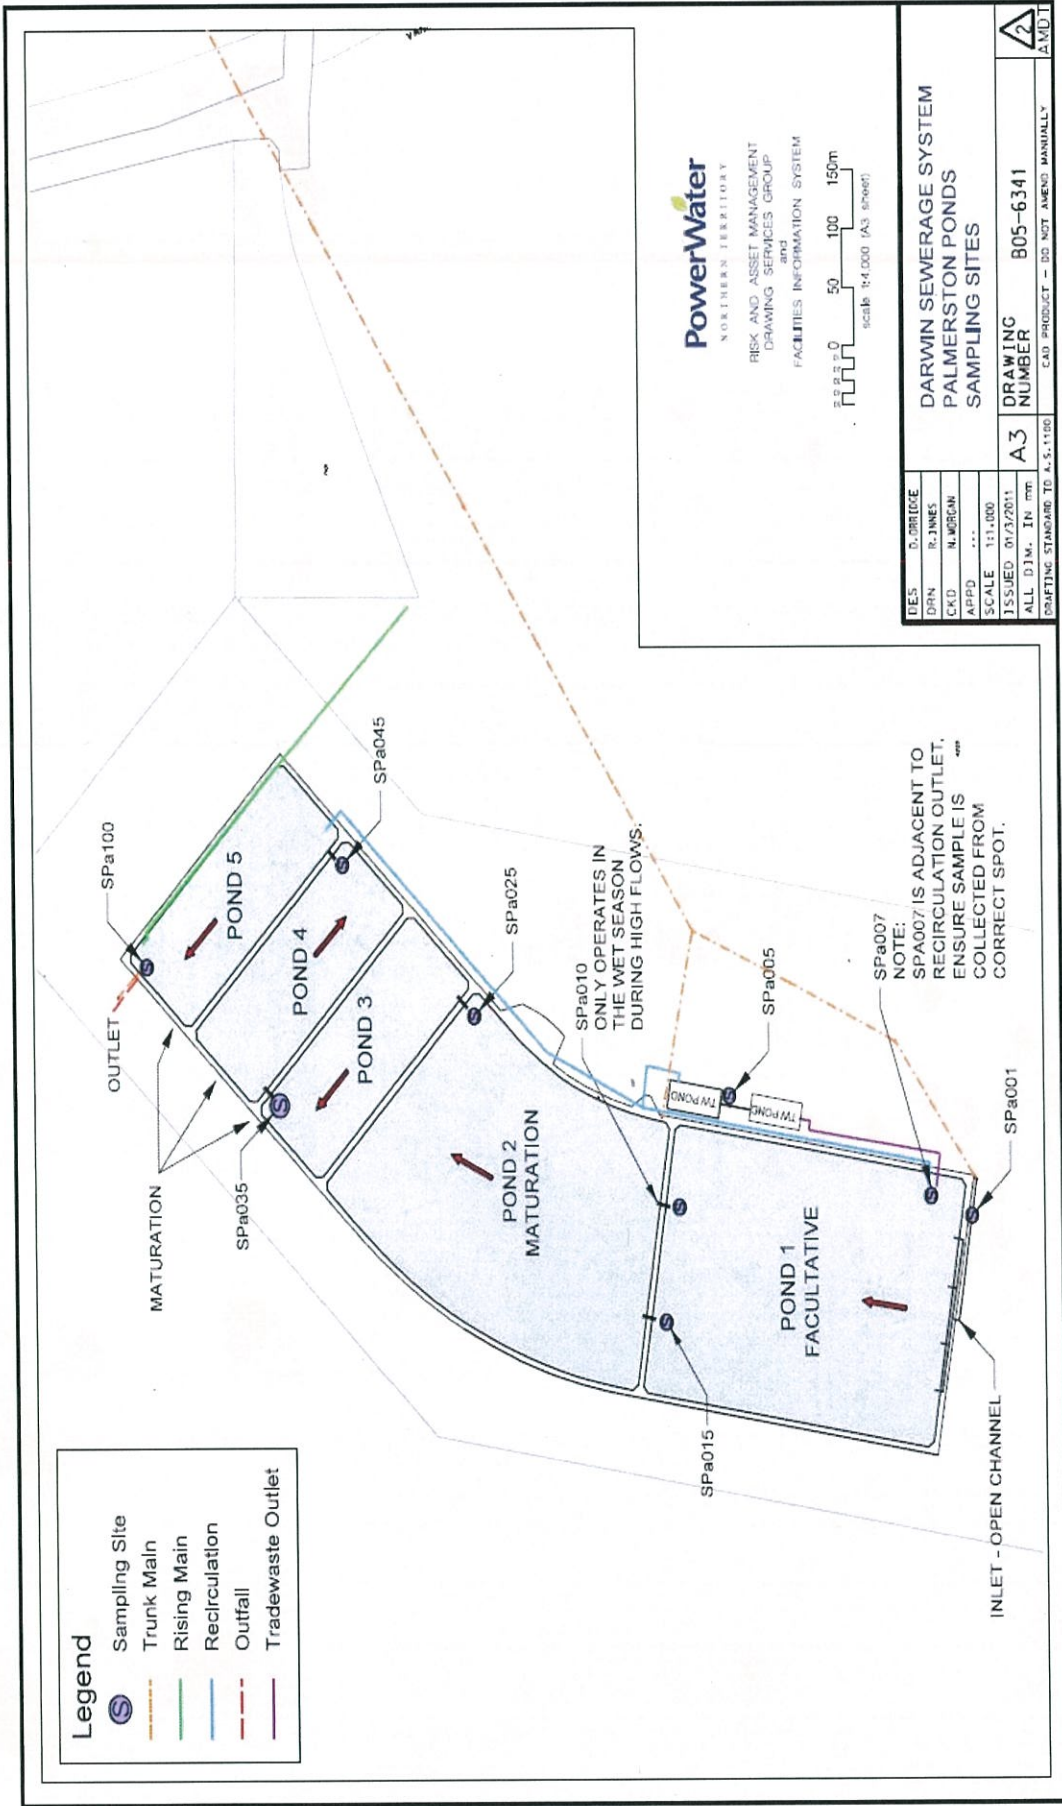 Legend
S Sampling Site
Trunk Main
Rising Main
Recirculation
Outfall
Tradewaste Outlet
MATURATION
OUTLET
SPa100
SPa035
POND 5
POND 4
POND 3
SPa045
SPa025
POND 2
MATURATION
SPa010
ONLY OPERATES IN
THE WET SEASON
DURING HIGH FLOWS.
TW POND
TW POND
SPa005
SPa015
POND 1
FACULTATIVE
SPa007
NOTE:
SPA007 IS ADJACENT TO
RECIRCULATION OUTLET,
ENSURE SAMPLE IS
COLLECTED FROM
CORRECT SPOT.
SPa001
INLET - OPEN CHANNEL
PowerWater
NORTHERN TERRITORY
RISK AND ASSET MANAGEMENT
DRAWING SERVICES GROUP
and
FACILITIES INFORMATION SYSTEM
0 50 100 150m
scale 1:4,000 (A3 sheet)
DES D.ORRIDGE
DRN R.INNES
CKD N.MORGAN
APPD ...
SCALE 1:1,000
ISSUED 01/3/2011
ALL DIM. IN mm
DARWIN SEWERAGE SYSTEM
PALMERSTON PONDS
SAMPLING SITES
A3 DRAWING NUMBER B05-6341
2
AMDT
DRAFTING STANDARD TO A.S.1100 CAD PRODUCT - DO NOT AMEND MANUALLY